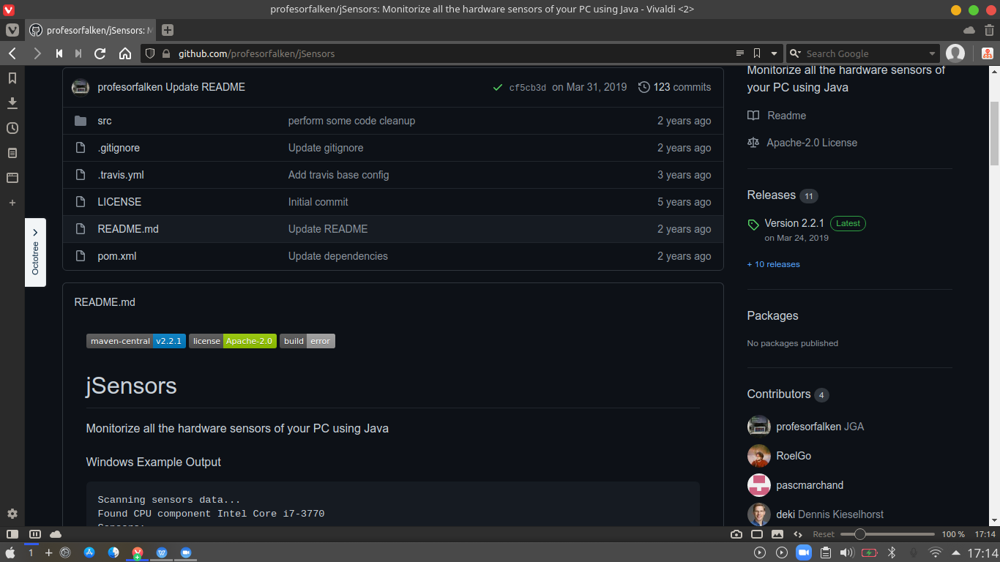 profesorfalken/jSensors: Monitorize all the hardware sensors of your PC using Java - Vivaldi <2>
profesorfalken/jSensors: M
github.com/profesorfalken/jSensors
Search Google
profesorfalken Update README
cf5cb3d on Mar 31, 2019
123 commits
src perform some code cleanup 2 years ago
.gitignore Update gitignore 2 years ago
.travis.yml Add travis base config 3 years ago
LICENSE Initial commit 5 years ago
README.md Update README 2 years ago
pom.xml Update dependencies 2 years ago
Octotree
README.md
maven-central v2.2.1 license Apache-2.0 build error
jSensors
Monitorize all the hardware sensors of your PC using Java
Windows Example Output
Scanning sensors data...
Found CPU component Intel Core i7-3770
Sensors:
Monitorize all the hardware sensors of
your PC using Java
Readme
Apache-2.0 License
Releases 11
Version 2.2.1 Latest
on Mar 24, 2019
+ 10 releases
Packages
No packages published
Contributors 4
profesorfalken JGA
RoelGo
pascmarchand
deki Dennis Kieselhorst
Reset 100 % 17:14
1 17:14